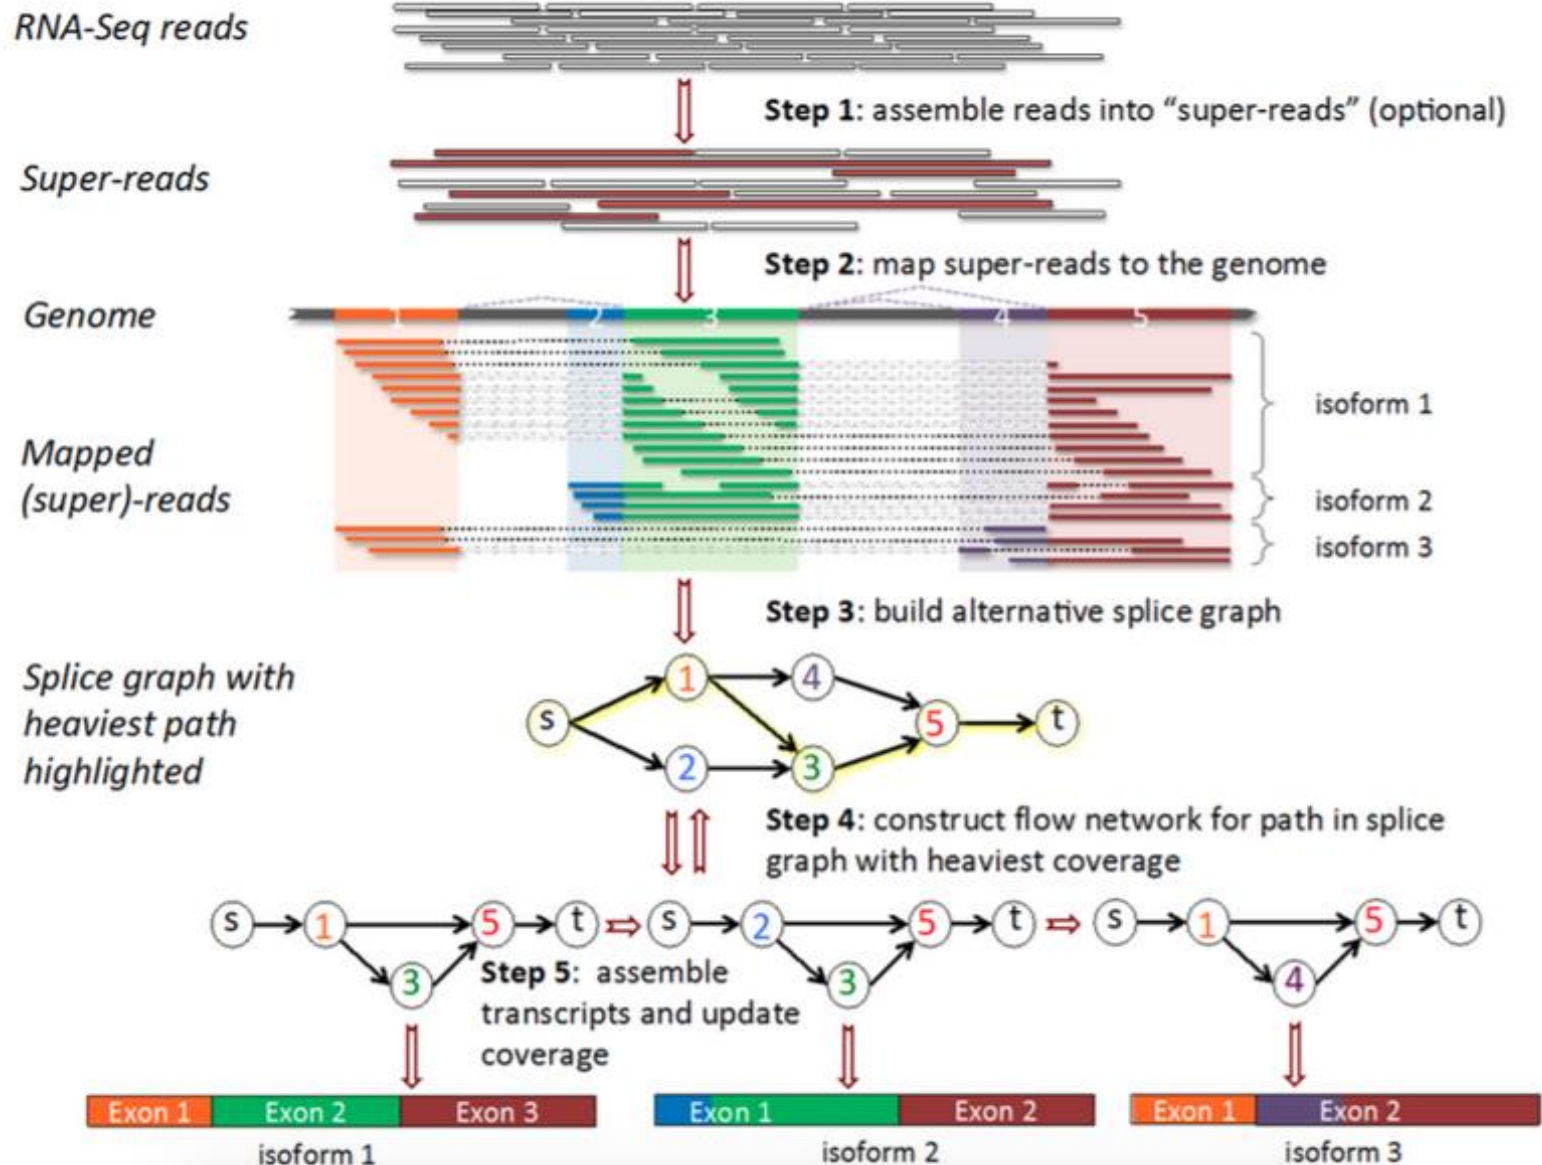 RNA-Seq reads
Step 1: assemble reads into “super-reads” (optional)
Super-reads
Step 2: map super-reads to the genome
Genome
1 2 3 4 5
isoform 1
Mapped
(super)-reads
isoform 2
isoform 3
Step 3: build alternative splice graph
Splice graph with
heaviest path
highlighted
1 4
s 5 t
2 3
Step 4: construct flow network for path in splice
graph with heaviest coverage
s 1 5 t s 2 5 t s 1 5 t
3 3 4
Step 5: assemble
transcripts and update
coverage
Exon 1 Exon 2 Exon 3 Exon 1 Exon 2 Exon 1 Exon 2
isoform 1 isoform 2 isoform 3